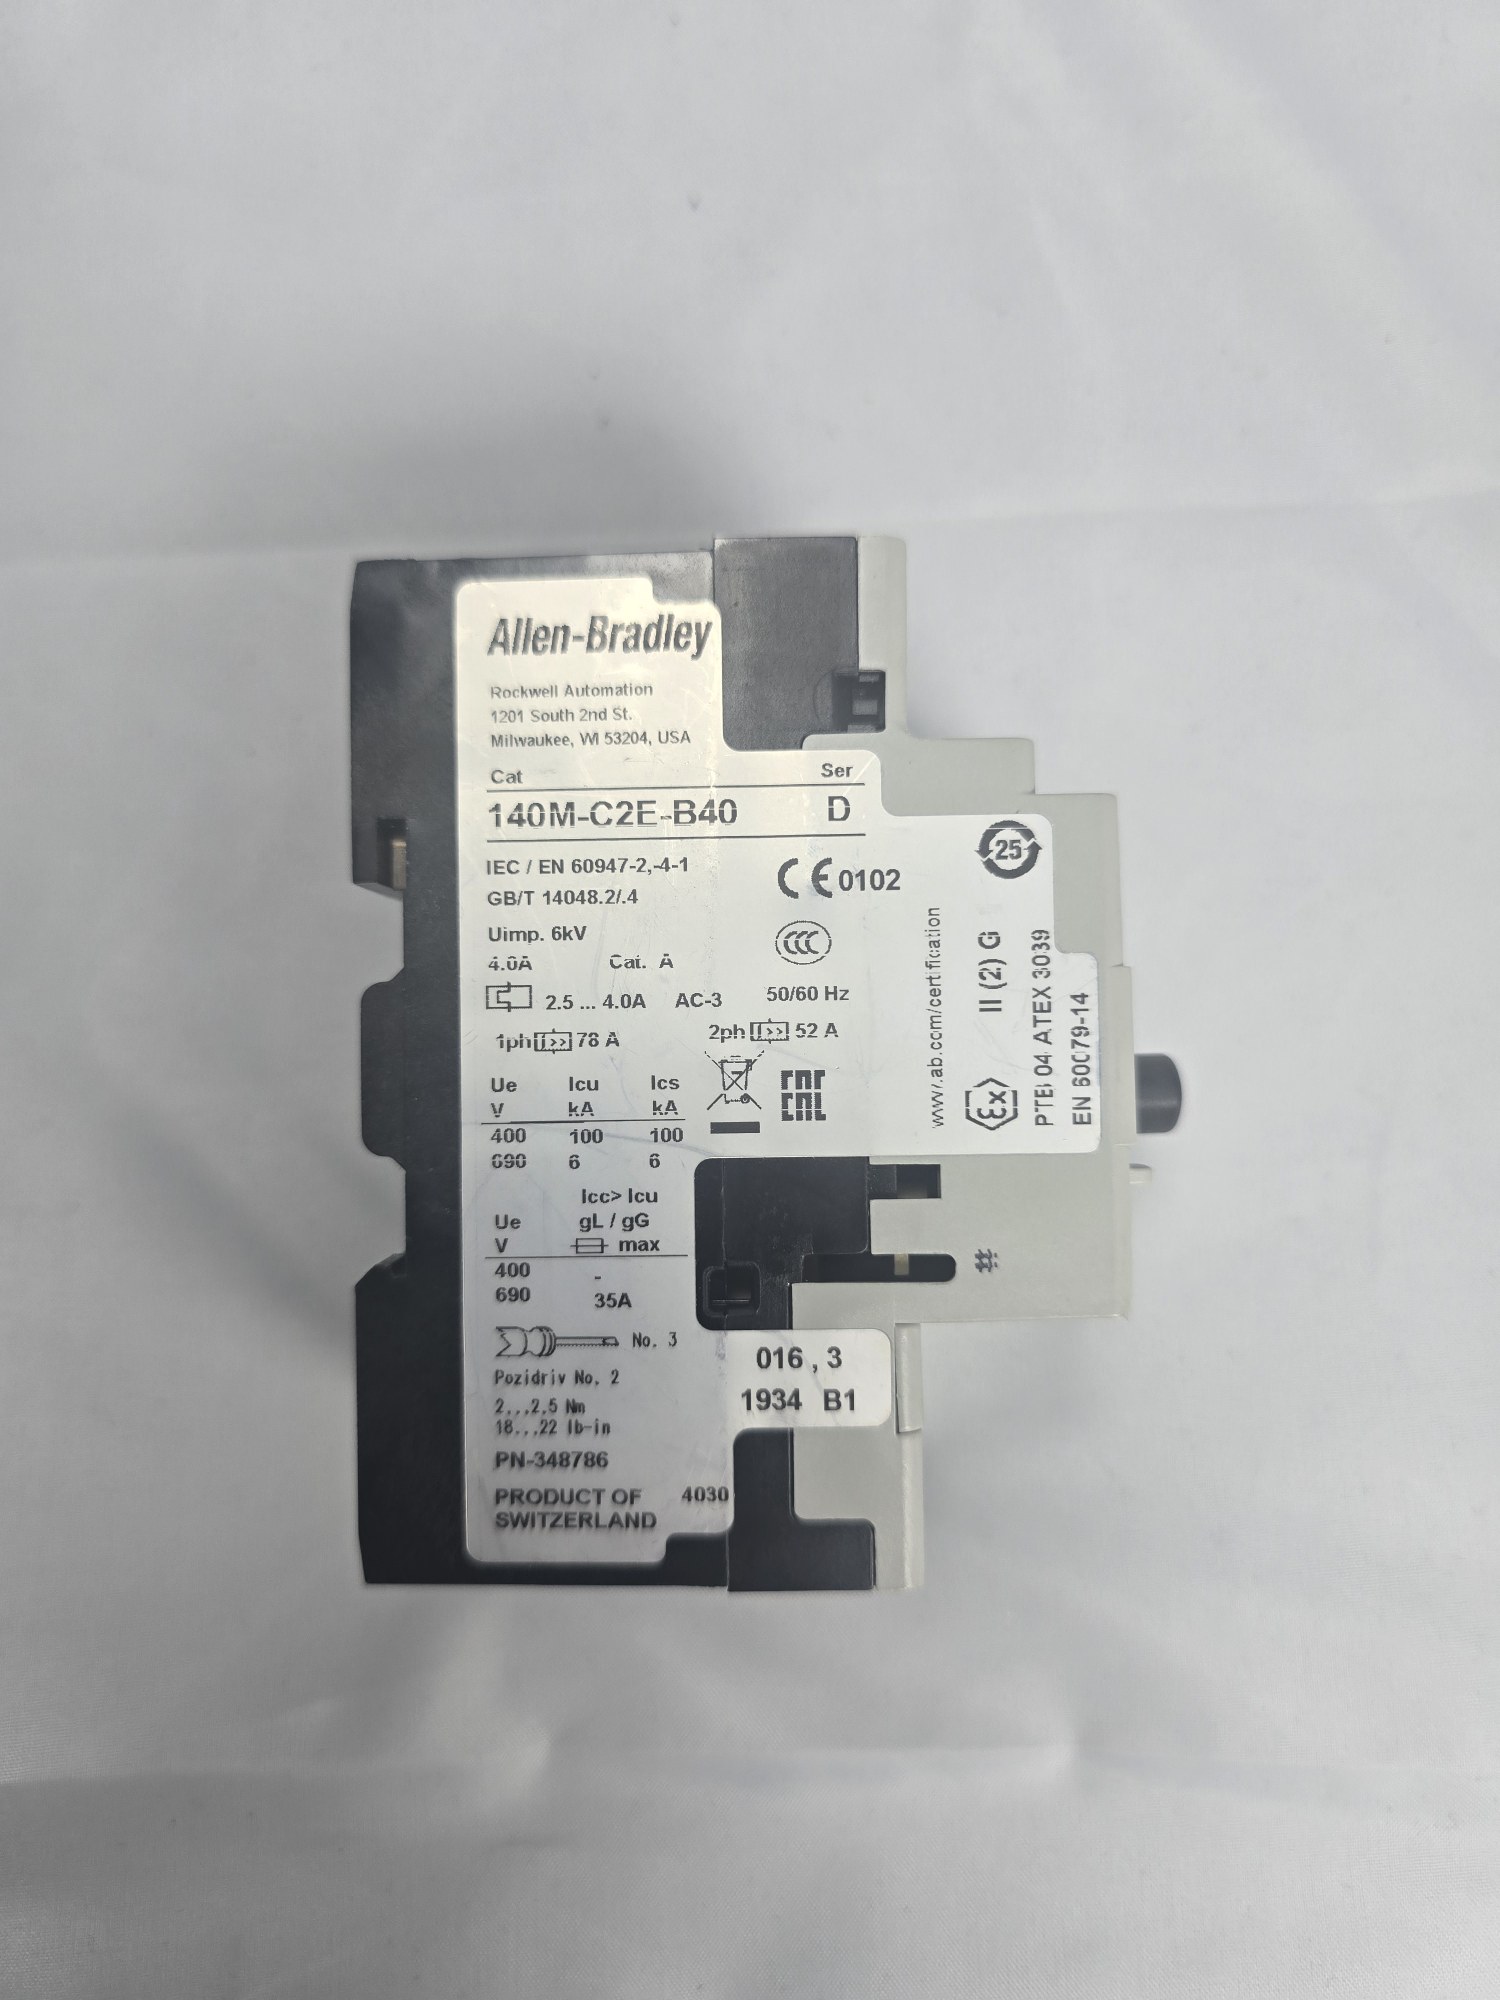 Allen-Bradley
Rockwell Automation
1201 South 2nd St.
Milwaukee, WI 53204, USA
Cat Ser
140M-C2E-B40 D
IEC / EN 60947-2,-4-1
GB/T 14048.2/.4
CE 0102
25
Uimp. 6kV
4.0A Cat. A
CCC
2.5 ... 4.0A AC-3 50/60 Hz
1ph I>> 78 A 2ph I>> 52 A
Ue Icu Ics
V kA kA
400 100 100
690 6 6
EAC
Icc> Icu
Ue gL / gG
V max
400 -
690 35A
No. 3
Pozidriv No. 2
2...2.5 Nm
18...22 lb-in
PN-348786
PRODUCT OF 4030
SWITZERLAND
016 , 3
1934 B1
www.ab.com/certification
Ex II (2) G
PTB 04 ATEX 3039
EN 60079-14
#